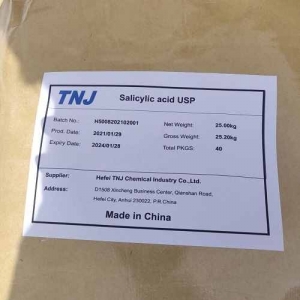 TNJ Salicylic acid USP
Batch No.: HS008202102001 Net Weight: 25.00kg
Prod. Date: 2021/01/29 Gross Weight: 25.20kg
Expiry Date: 2024/01/28 Total PKGS: 40
Supplier: Hefei TNJ Chemical Industry Co.,Ltd.
Address: D1508 Xincheng Business Center, Qianshan Road,
Hefei City, Anhui 230022, P.R.China
Made in China